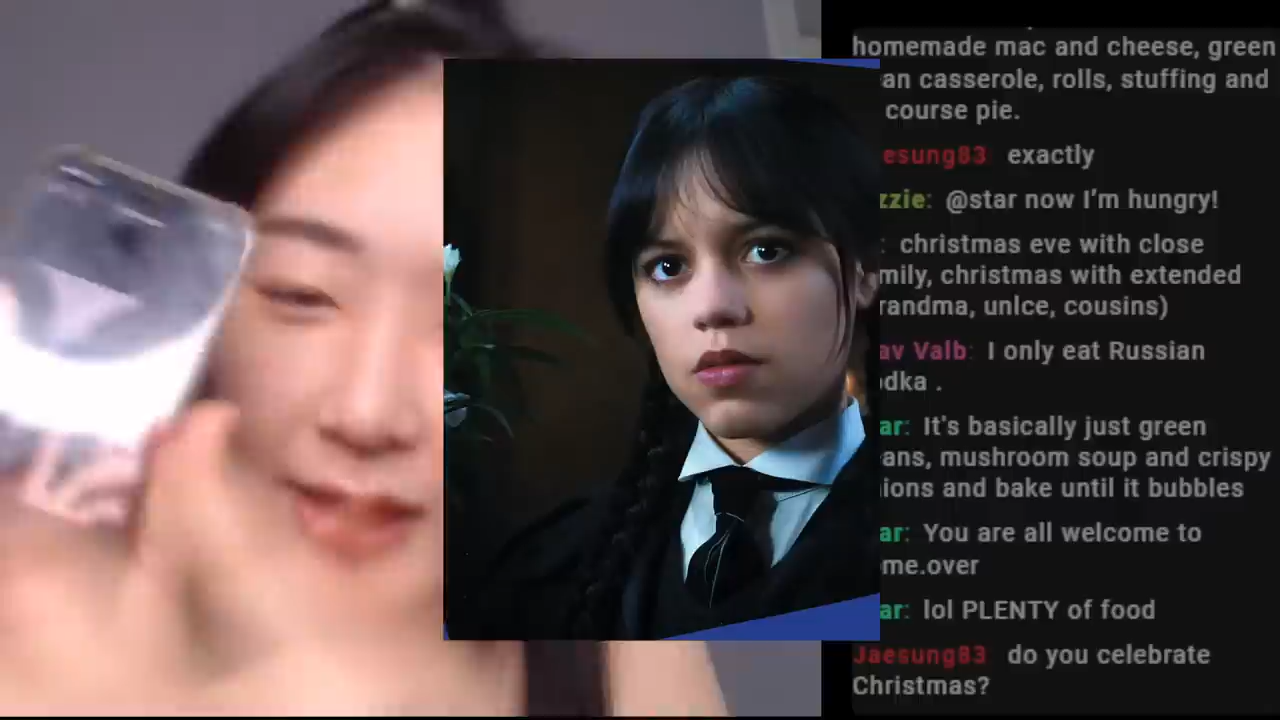 homemade mac and cheese, green
an casserole, rolls, stuffing and
course pie.
esung83 exactly
zzie: @star now I'm hungry!
: christmas eve with close
mily, christmas with extended
randma, unlce, cousins)
av Valb: I only eat Russian
odka .
ar: It's basically just green
ans, mushroom soup and crispy
ions and bake until it bubbles
ar: You are all welcome to
me.over
ar: lol PLENTY of food
Jaesung83 do you celebrate
Christmas?